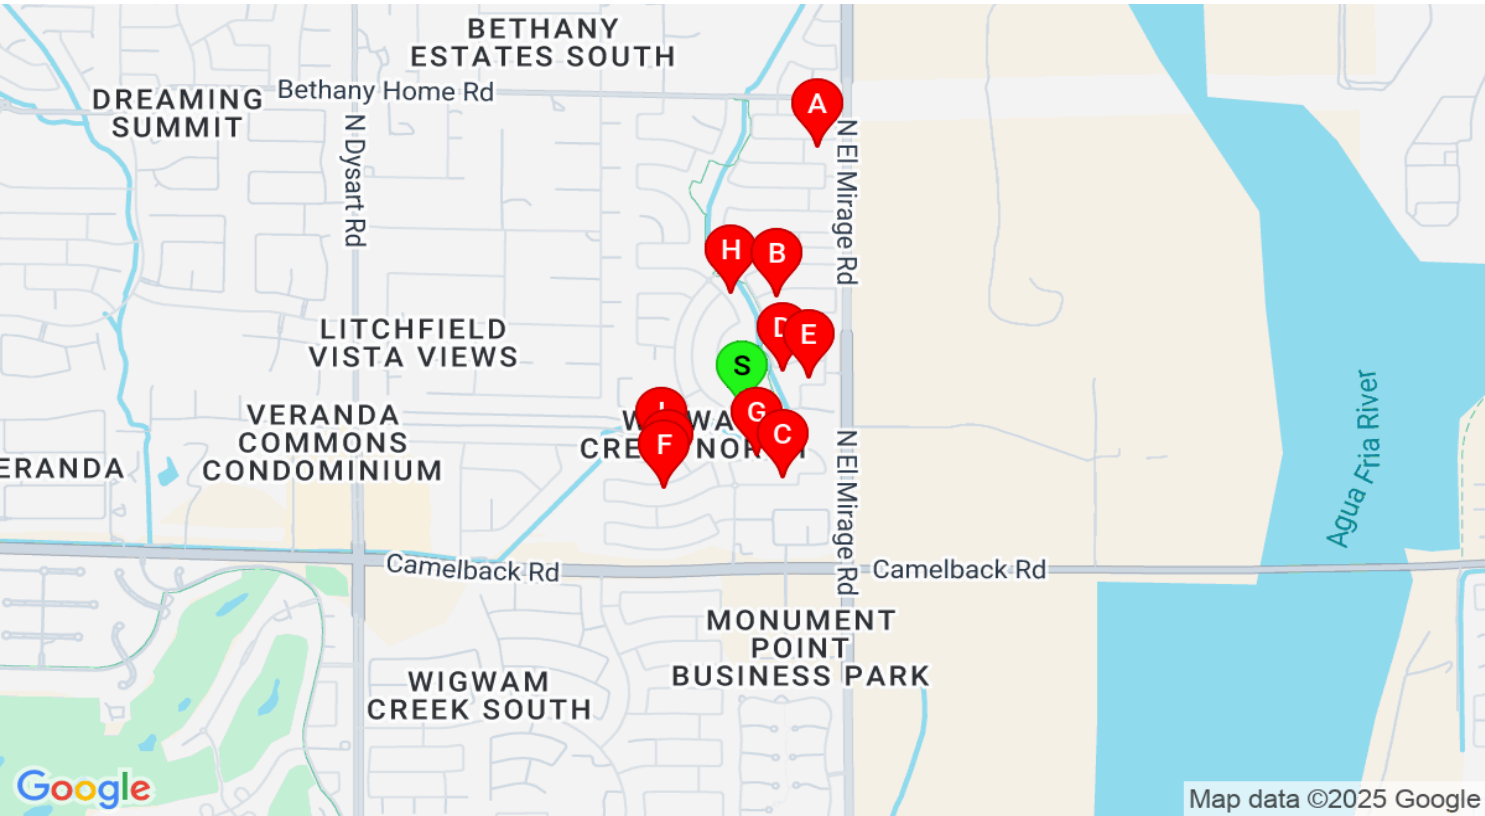 BETHANY
ESTATES SOUTH
Bethany Home Rd
DREAMING
SUMMIT
A
N Dysart Rd
N El Mirage Rd
H
B
LITCHFIELD
VISTA VIEWS
D
E
S
VERANDA
COMMONS
CONDOMINIUM
G
C
F
N El Mirage Rd
Agua Fria River
Camelback Rd
Camelback Rd
MONUMENT
POINT
BUSINESS PARK
WIGWAM
CREEK SOUTH
Google
Map data ©2025 Google